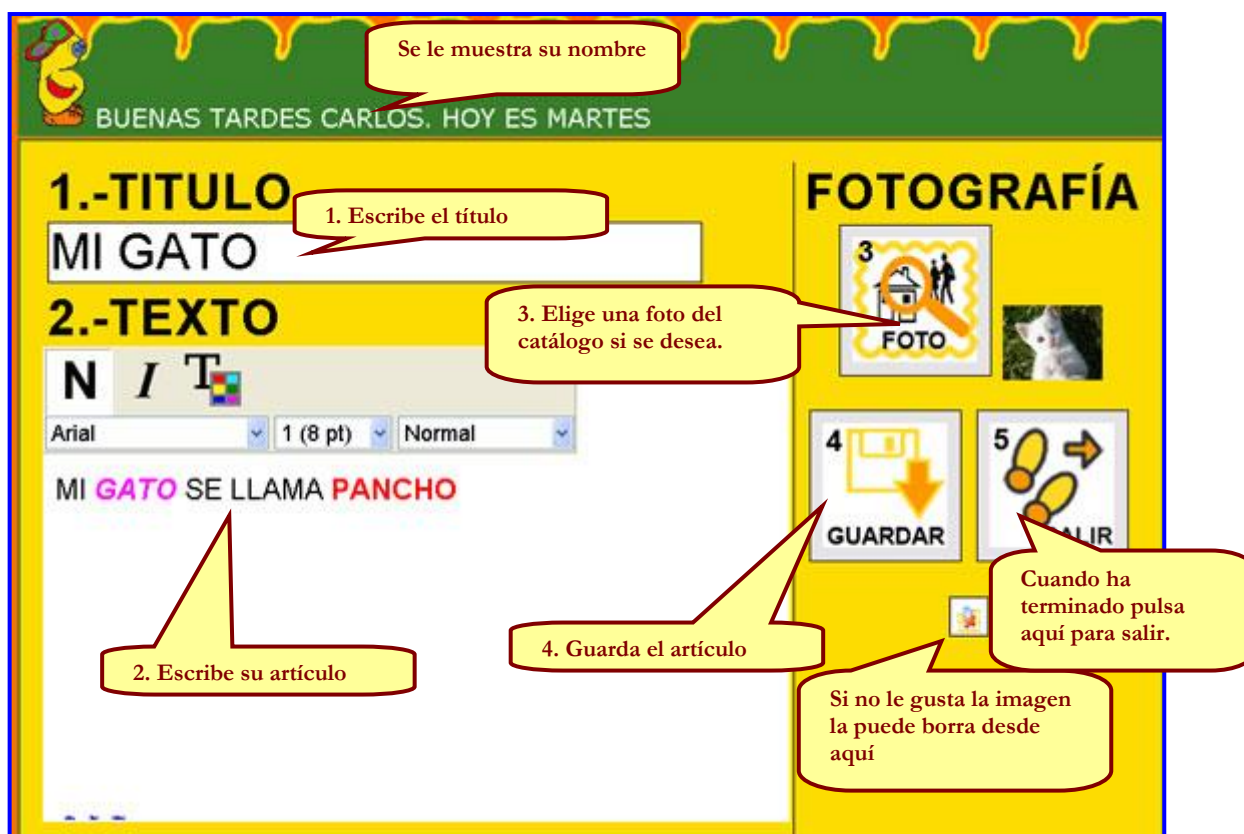 Se le muestra su nombre
BUENAS TARDES CARLOS. HOY ES MARTES
1.-TITULO
1. Escribe el título
MI GATO
2.-TEXTO
N I T
Arial 1 (8 pt) Normal
MI GATO SE LLAMA PANCHO
2. Escribe su artículo
FOTOGRAFÍA
3
FOTO
3. Elige una foto del
catálogo si se desea.
4
GUARDAR
5
ALIR
4. Guarda el artículo
Cuando ha
terminado pulsa
aquí para salir.
Si no le gusta la imagen
la puede borra desde
aquí